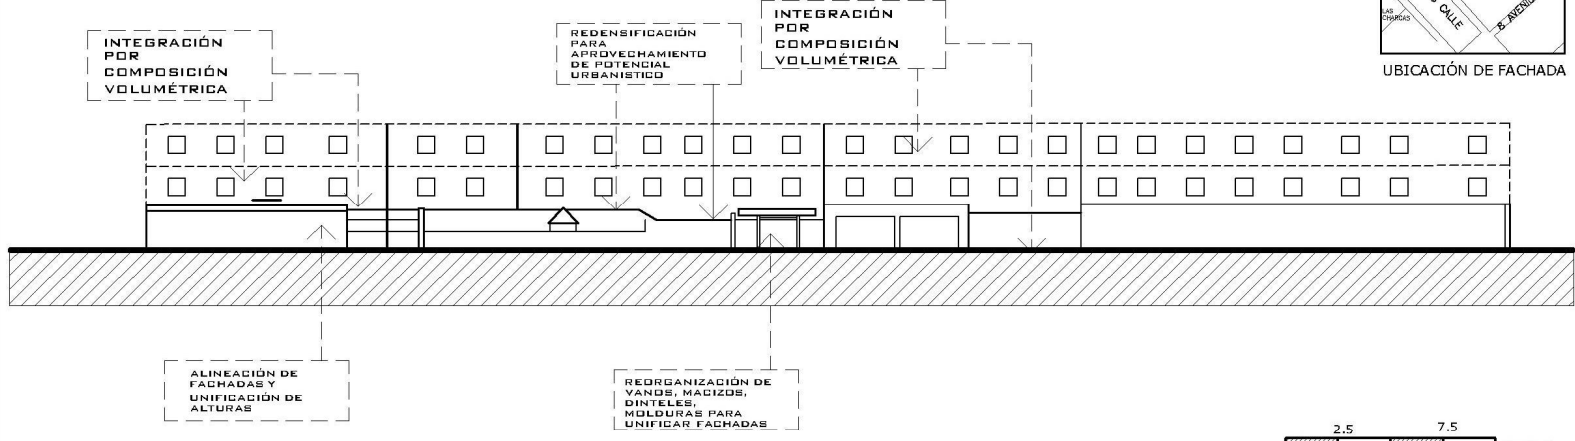 INTEGRACIÓN
POR
COMPOSICIÓN
VOLUMÉTRICA
REDENSIFICACIÓN
PARA
APROVECHAMIENTO
DE POTENCIAL
URBANISTICO
INTEGRACIÓN
POR
COMPOSICIÓN
VOLUMÉTRICA
LAS
CHARCAS
CALLE
8 AVENID
UBICACIÓN DE FACHADA
ALINEACIÓN DE
FACHADAS Y
UNIFICACIÓN DE
ALTURAS
REORGANIZACIÓN DE
VANOS, MACIZOS,
DINTELES,
MOLDURAS PARA
UNIFICAR FACHADAS
2.5 7.5